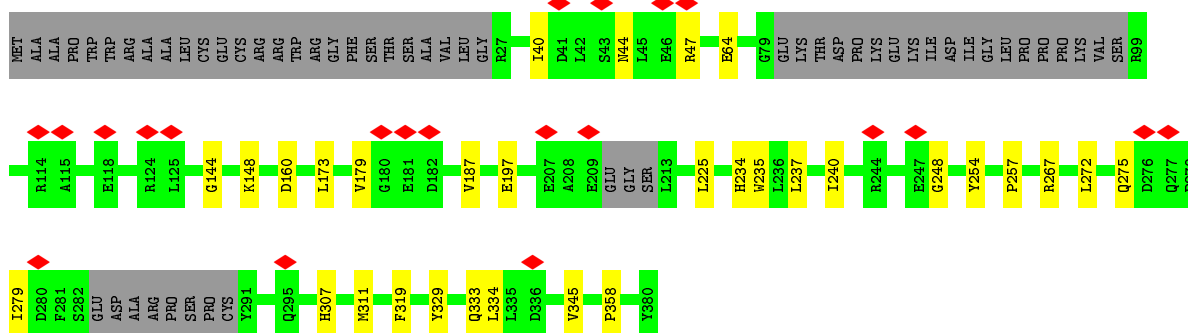 MET ALA ALA PRO TRP TRP ARG ALA ALA LEU CYS GLU CYS ARG ARG TRP ARG GLY PHE SER THR SER ALA VAL LEU GLY R27 I40 D41 L42 S43 N44 L45 E46 R47 E64 G79 GLU LYS THR ASP PRO LYS GLU LYS ILE ASP ILE GLY LEU PRO PRO PRO LYS VAL SER R99
R114 A115 E118 R124 L125 G144 K148 D160 L173 V179 G180 E181 D182 V187 E197 E207 A208 E209 GLU GLY SER L213 L225 H234 W235 L236 L237 I240 R244 E247 G248 Y254 P257 R267 L272 Q275 D276 Q277
I279 D280 F281 S282 GLU ASP ALA ARG PRO SER PRO CYS Y291 Q295 H307 M311 F319 Y329 Q333 L334 L335 D336 V345 P358 Y380